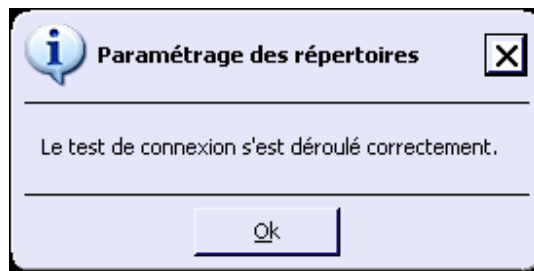 Paramétrage des répertoires
Le test de connexion s'est déroulé correctement.
Ok